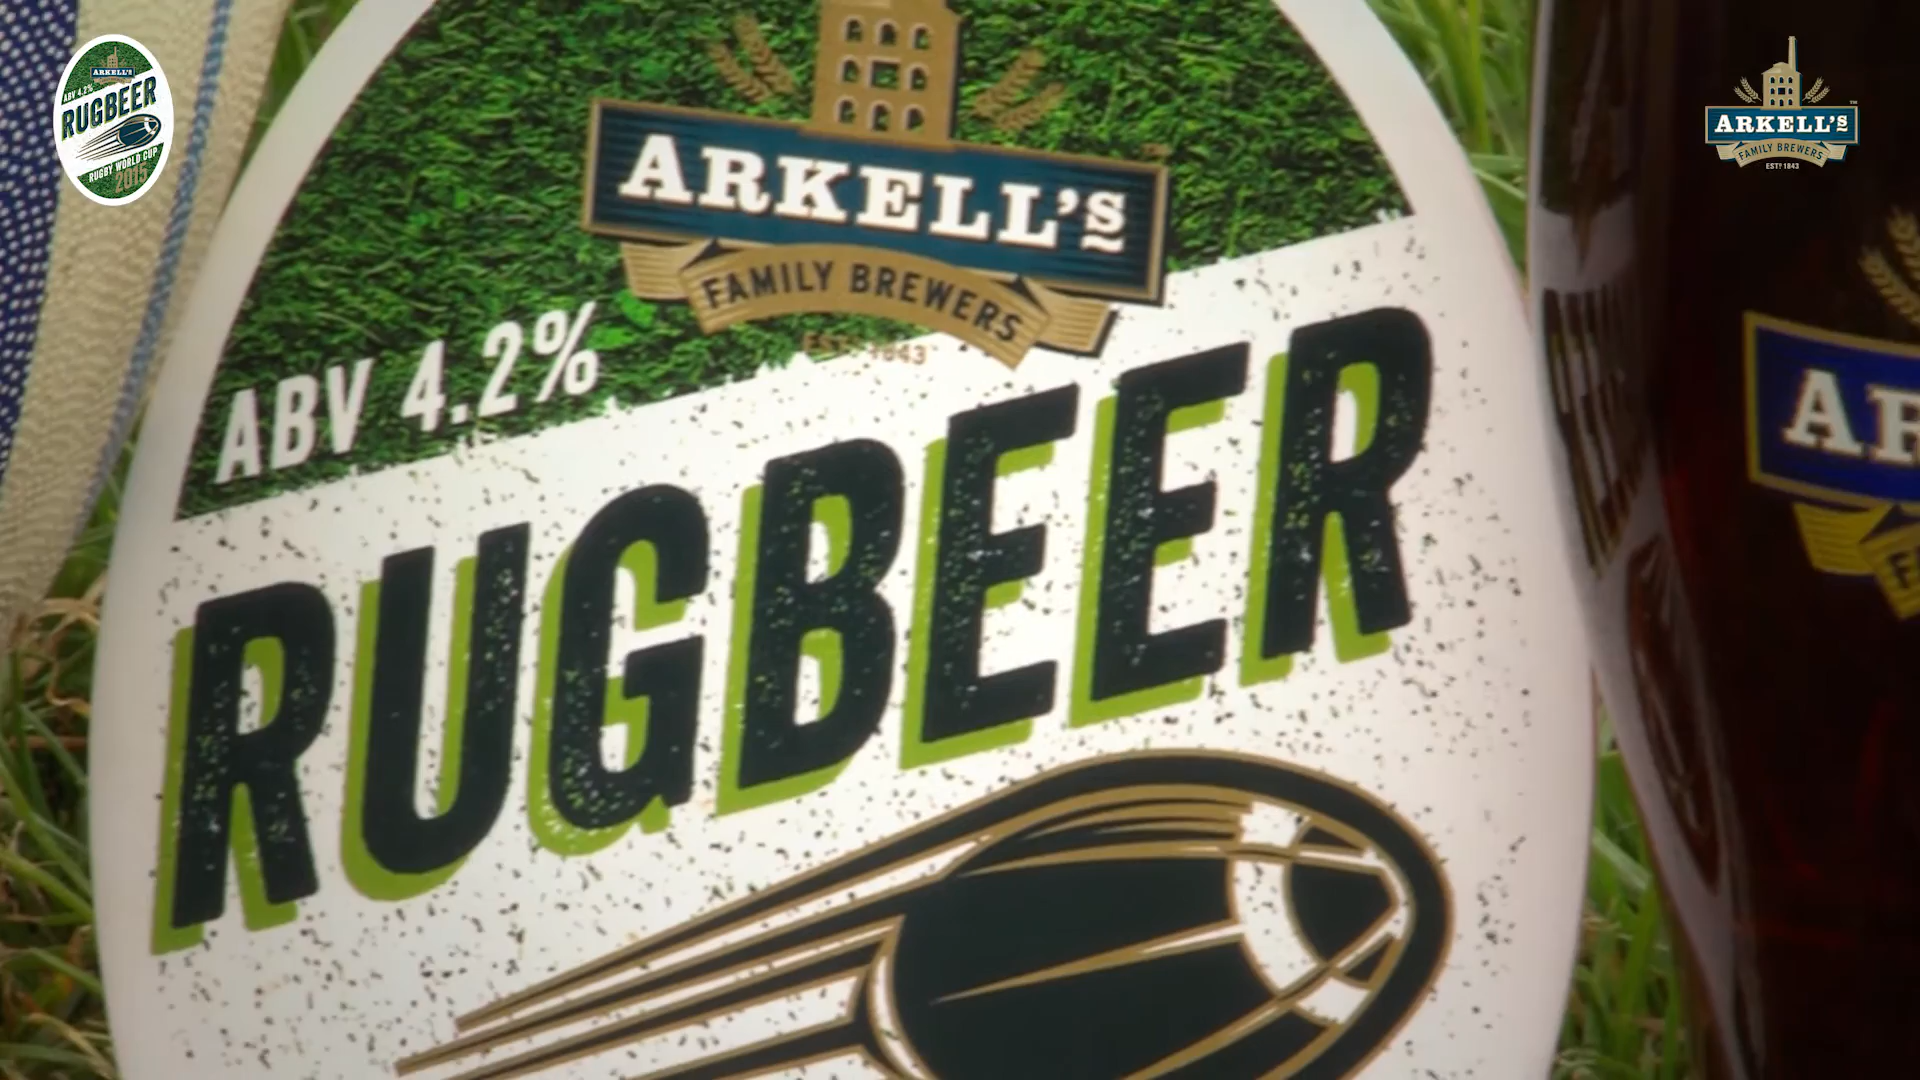 ARKELL'S
ABV 4.2%
RUGBEER
RUGBY WORLD CUP
2015
ARKELL'S
FAMILY BREWERS
EST. 1843
ABV 4.2%
RUGBEER
ARKELL'S
FAMILY BREWERS
EST. 1843
AR